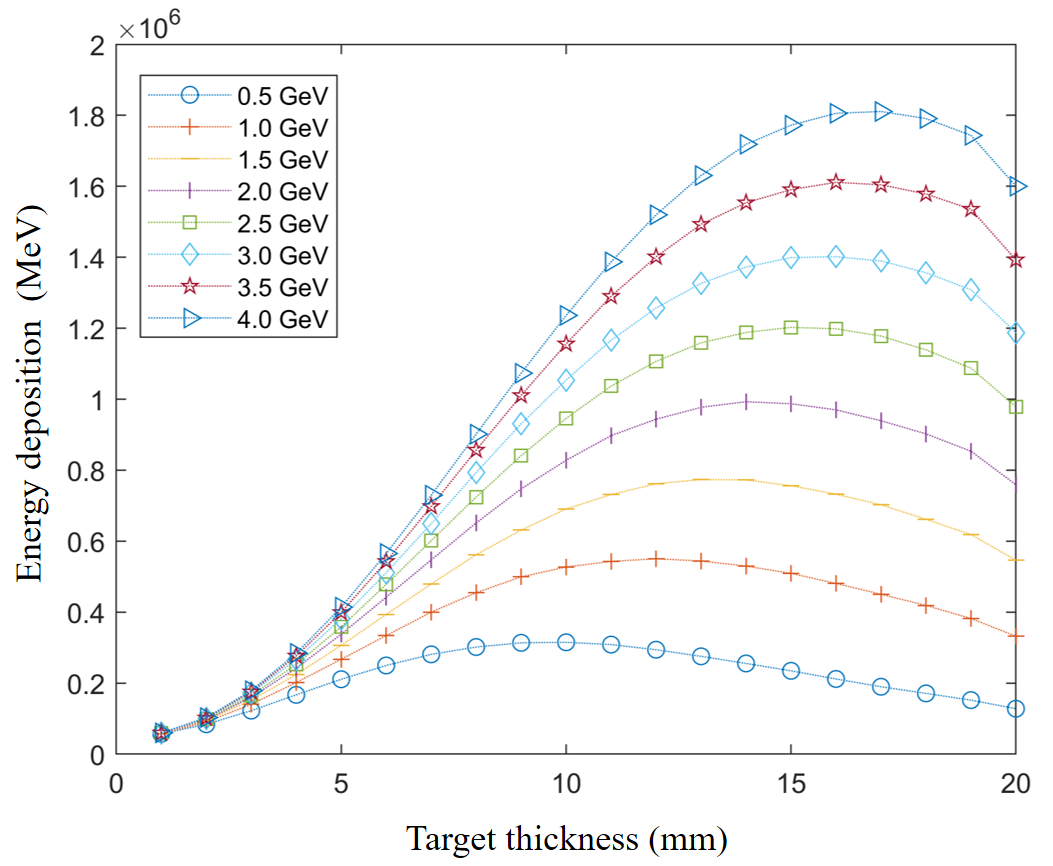 ×10⁶
2
1.8
1.6
1.4
1.2
1
0.8
0.6
0.4
0.2
0
0.5 GeV
1.0 GeV
1.5 GeV
2.0 GeV
2.5 GeV
3.0 GeV
3.5 GeV
4.0 GeV
Energy deposition (MeV)
0 5 10 15 20
Target thickness (mm)